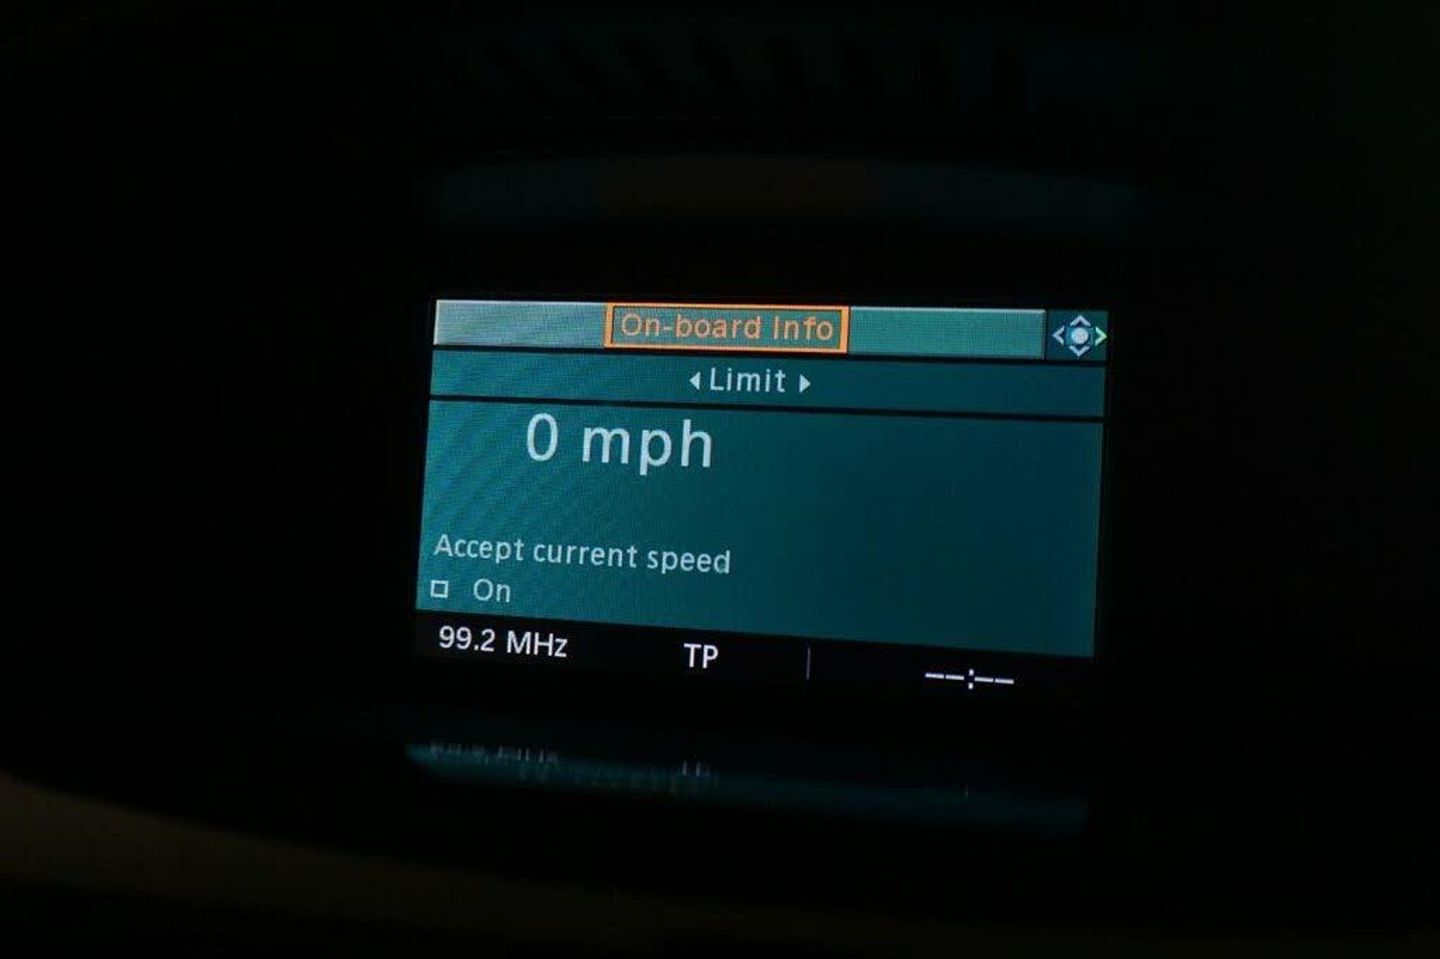 On-board Info
Limit
0 mph
Accept current speed
On
99.2 MHz TP --:--